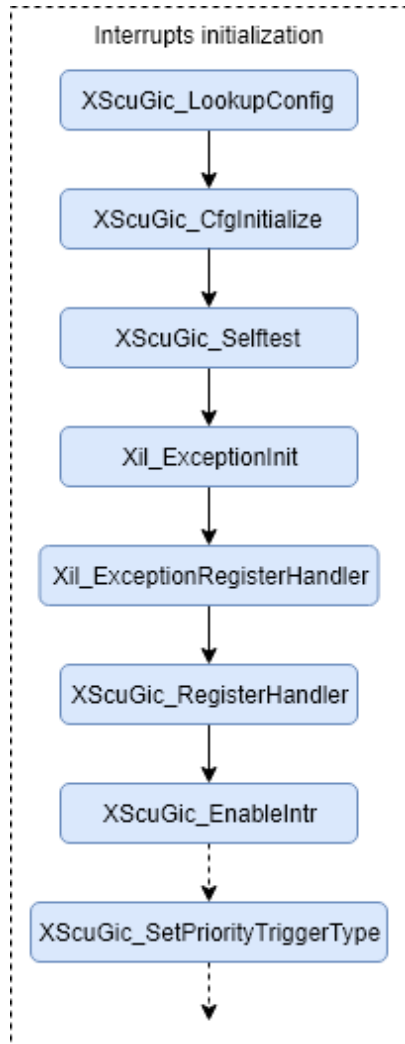 Interrupts initialization
XScuGic_LookupConfig
XScuGic_CfgInitialize
XScuGic_Selftest
Xil_ExceptionInit
Xil_ExceptionRegisterHandler
XScuGic_RegisterHandler
XScuGic_EnableIntr
XScuGic_SetPriorityTriggerType